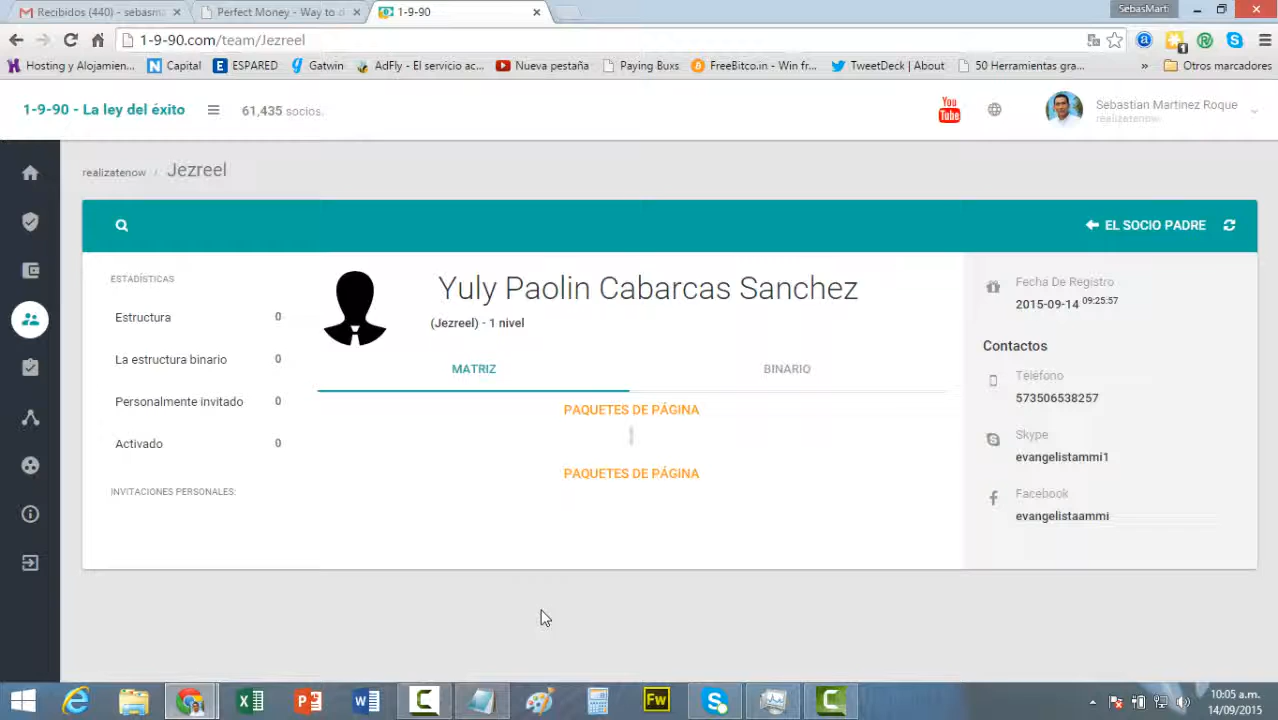 SebasMartí
Recibidos (440) - sebasma
Perfect Money - Way to d
1-9-90
1-9-90.com/team/Jezreel
Hosting y Alojamien...
Capital
ESPARED
Gatwin
AdFly - El servicio ac...
Nueva pestaña
Paying Buxs
FreeBitco.in - Win fr...
TweetDeck | About
50 Herramientas gra...
»
Otros marcadores
1-9-90 - La ley del éxito
61,435 socios.
You Tube
Sebastian Martinez Roque
realizatenow
realizatenow / Jezreel
EL SOCIO PADRE
ESTADÍSTICAS
Estructura 0
La estructura binario 0
Personalmente invitado 0
Activado 0
INVITACIONES PERSONALES:
Yuly Paolin Cabarcas Sanchez
(Jezreel) - 1 nivel
MATRIZ BINARIO
PAQUETES DE PÁGINA
PAQUETES DE PÁGINA
Fecha De Registro
2015-09-14 09:25:57
Contactos
Teléfono
573506538257
Skype
evangelistammi1
Facebook
evangelistaammi
Fw
10:05 a.m.
14/09/2015